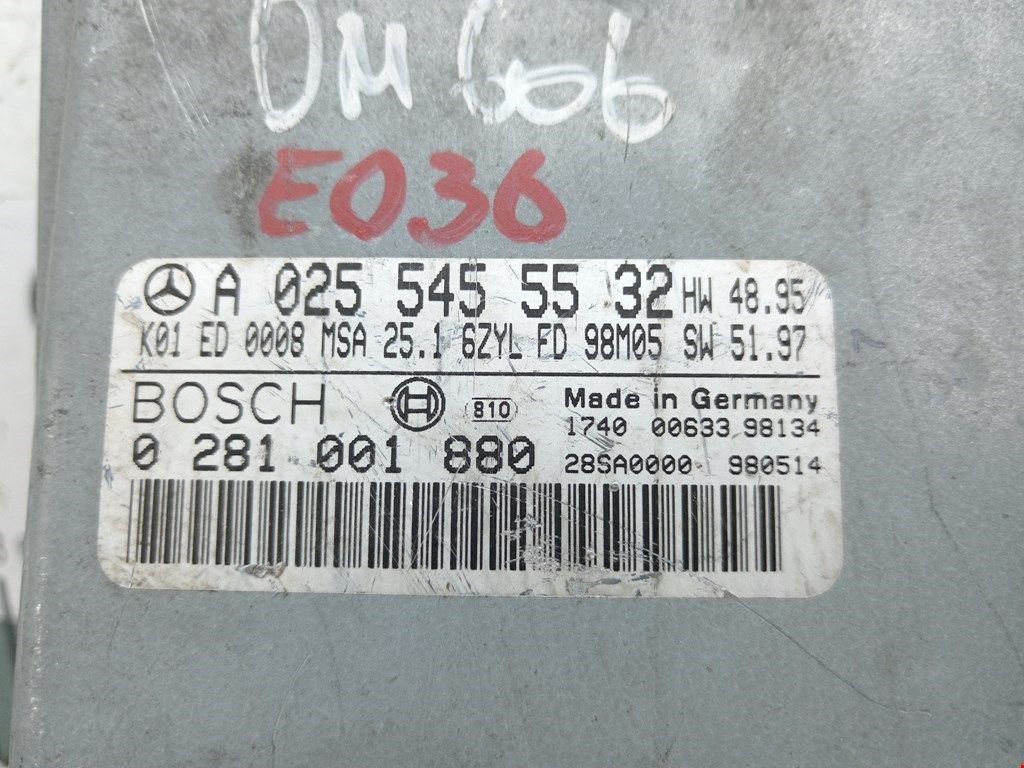 OM 606
E036
A 025 545 55 32 HW 48.95
K01 ED 0008 MSA 25.1 6ZYL FD 98M05 SW 51.97
BOSCH 810 Made in Germany
1740 00633 98134
0 281 001 880 28SA0000 980514